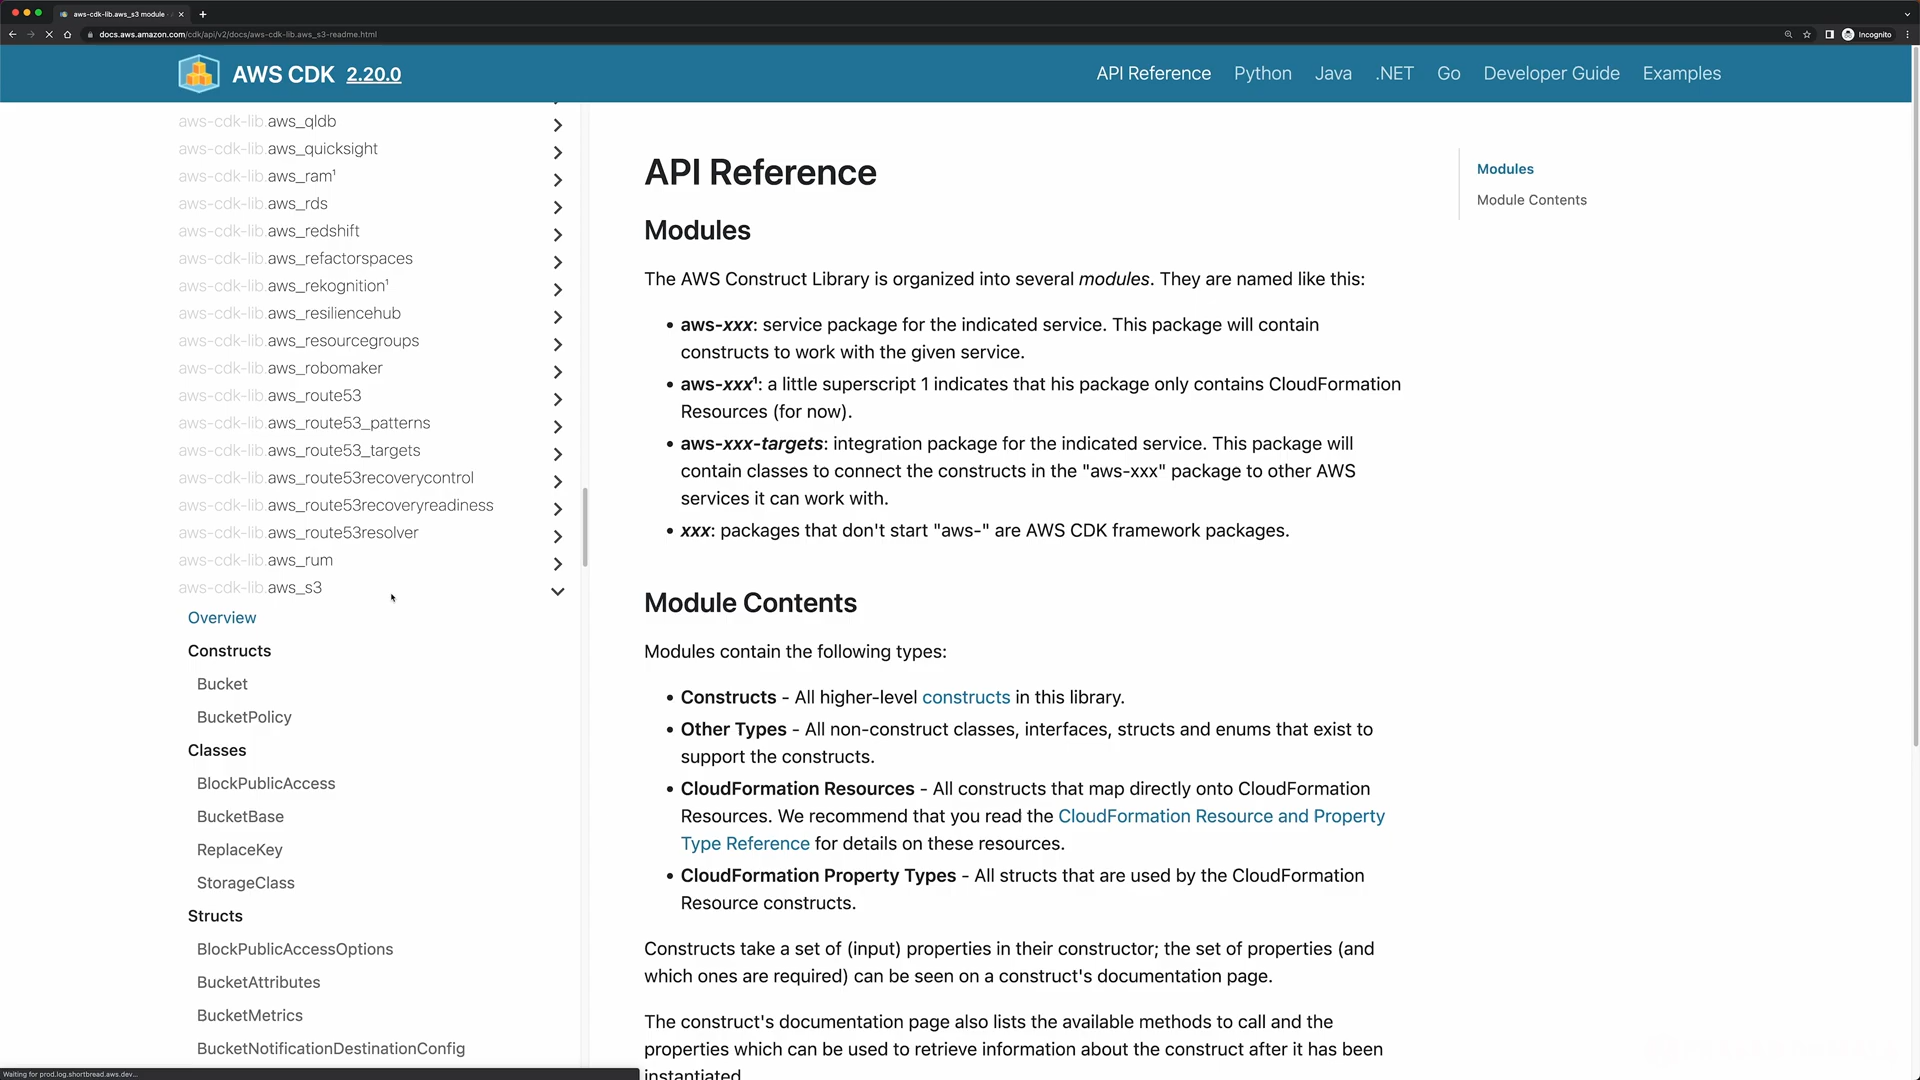 aws-cdk-lib.aws_s3 module
docs.aws.amazon.com/cdk/api/v2/docs/aws-cdk-lib.aws_s3-readme.html
Incognito
AWS CDK 2.20.0
API Reference Python Java .NET Go Developer Guide Examples
aws-cdk-lib.aws_qldb
aws-cdk-lib.aws_quicksight
aws-cdk-lib.aws_ram¹
aws-cdk-lib.aws_rds
aws-cdk-lib.aws_redshift
aws-cdk-lib.aws_refactorspaces
aws-cdk-lib.aws_rekognition¹
aws-cdk-lib.aws_resiliencehub
aws-cdk-lib.aws_resourcegroups
aws-cdk-lib.aws_robomaker
aws-cdk-lib.aws_route53
aws-cdk-lib.aws_route53_patterns
aws-cdk-lib.aws_route53_targets
aws-cdk-lib.aws_route53recoverycontrol
aws-cdk-lib.aws_route53recoveryreadiness
aws-cdk-lib.aws_route53resolver
aws-cdk-lib.aws_rum
aws-cdk-lib.aws_s3
Overview
Constructs
Bucket
BucketPolicy
Classes
BlockPublicAccess
BucketBase
ReplaceKey
StorageClass
Structs
BlockPublicAccessOptions
BucketAttributes
BucketMetrics
BucketNotificationDestinationConfig
API Reference
Modules
The AWS Construct Library is organized into several modules. They are named like this:
• aws-xxx: service package for the indicated service. This package will contain
constructs to work with the given service.
• aws-xxx¹: a little superscript 1 indicates that his package only contains CloudFormation
Resources (for now).
• aws-xxx-targets: integration package for the indicated service. This package will
contain classes to connect the constructs in the "aws-xxx" package to other AWS
services it can work with.
• xxx: packages that don't start "aws-" are AWS CDK framework packages.
Module Contents
Modules contain the following types:
• Constructs - All higher-level constructs in this library.
• Other Types - All non-construct classes, interfaces, structs and enums that exist to
support the constructs.
• CloudFormation Resources - All constructs that map directly onto CloudFormation
Resources. We recommend that you read the CloudFormation Resource and Property
Type Reference for details on these resources.
• CloudFormation Property Types - All structs that are used by the CloudFormation
Resource constructs.
Constructs take a set of (input) properties in their constructor; the set of properties (and
which ones are required) can be seen on a construct's documentation page.
The construct's documentation page also lists the available methods to call and the
properties which can be used to retrieve information about the construct after it has been
instantiated.
Modules
Module Contents
Waiting for prod.log.shortbread.aws.dev...